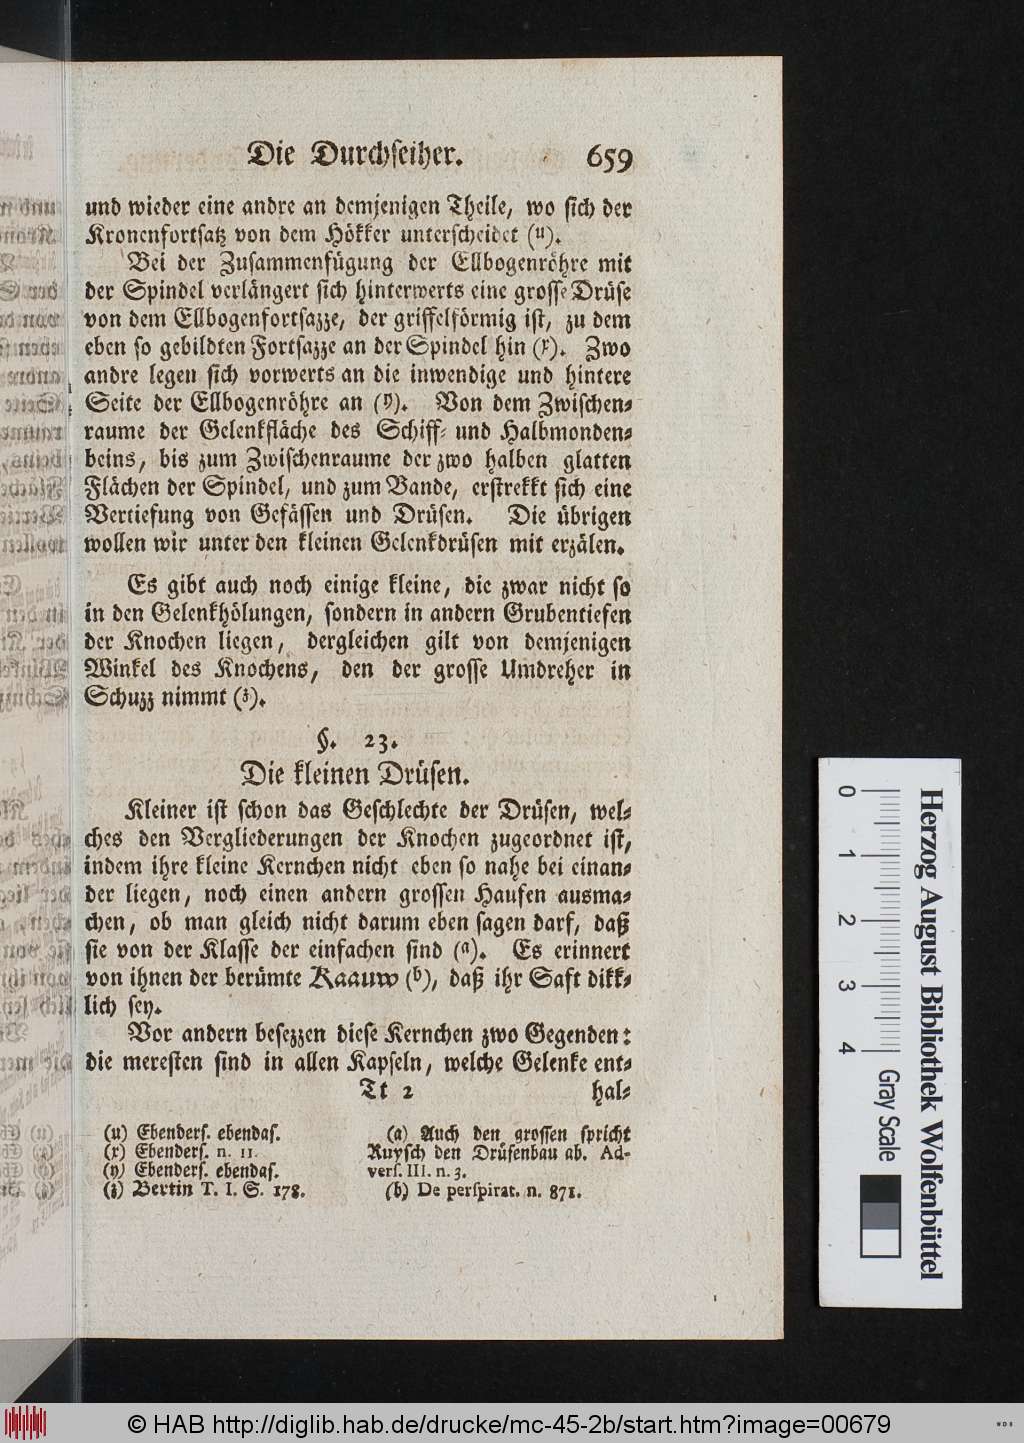 Die Durchseiher. 659
und wieder eine andre an demjenigen Theile, wo sich der
Kronenfortsatz von dem Hökker unterscheidet (u).
Bei der Zusammenfügung der Ellbogenröhre mit
der Spindel verlängert sich hinterwerts eine grosse Drüse
von dem Ellbogenfortsazze, der griffelförmig ist, zu dem
eben so gebildten Fortsazze an der Spindel hin (x). Zwo
andre legen sich vorwerts an die inwendige und hintere
Seite der Ellbogenröhre an (y). Von dem Zwischen-
raume der Gelenkfläche des Schiff- und Halbmonden-
beins, bis zum Zwischenraume der zwo halben glatten
Flächen der Spindel, und zum Bande, erstrekkt sich eine
Vertiefung von Gefässen und Drüsen. Die übrigen
wollen wir unter den kleinen Gelenkdrüsen mit erzälen.
Es gibt auch noch einige kleine, die zwar nicht so
in den Gelenkhölungen, sondern in andern Grubentiefen
der Knochen liegen, dergleichen gilt von demjenigen
Winkel des Knochens, den der grosse Umdreher in
Schuzz nimmt (z).
§. 23.
Die kleinen Drüsen.
Kleiner ist schon das Geschlechte der Drüsen, wel-
ches den Vergliederungen der Knochen zugeordnet ist,
indem ihre kleine Kernchen nicht eben so nahe bei einan-
der liegen, noch einen andern grossen Haufen ausma-
chen, ob man gleich nicht darum eben sagen darf, daß
sie von der Klasse der einfachen sind (a). Es erinnert
von ihnen der berümte Kaauw (b), daß ihr Saft dikk-
lich sey.
Vor andern besezzen diese Kernchen zwo Gegenden:
die meresten sind in allen Kapseln, welche Gelenke ent-
Tt 2 hal-
(u) Ebenders. ebendas.
(x) Ebenders. n. 11.
(y) Ebenders. ebendas.
(z) Bertin T. I. S. 178.
(a) Auch den grossen spricht
Ruysch den Drüsenbau ab. Ad-
vers. III. n. 3.
(b) De perspirat. n. 871.
0 1 2 3 4
Gray Scale
Herzog August Bibliothek Wolfenbüttel
© HAB http://diglib.hab.de/drucke/mc-45-2b/start.htm?image=00679